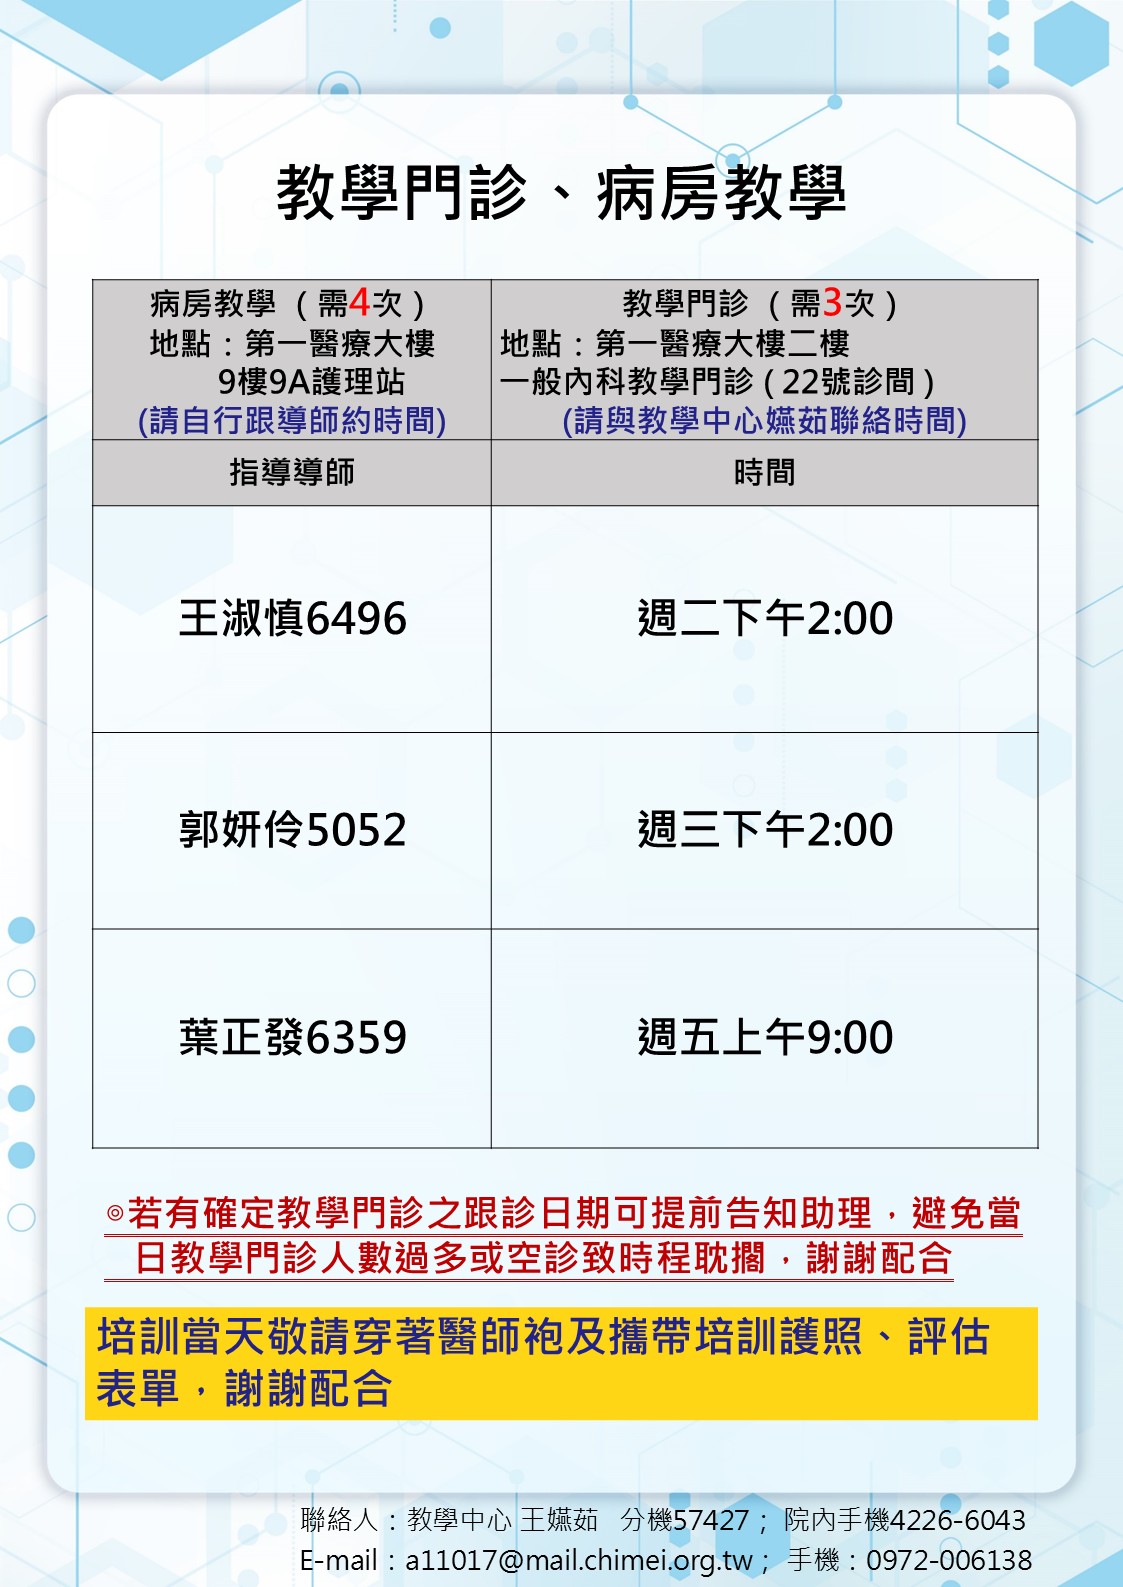 教學門診、病房教學
病房教學（需4次）
地點：第一醫療大樓
9樓9A護理站
(請自行跟導師約時間)
教學門診（需3次）
地點：第一醫療大樓二樓
一般內科教學門診（22號診間）
(請與教學中心嬿茹聯絡時間)
指導導師
時間
王淑慎6496
週二下午2:00
郭妍伶5052
週三下午2:00
葉正發6359
週五上午9:00
◎若有確定教學門診之跟診日期可提前告知助理，避免當
日教學門診人數過多或空診致時程耽擱，謝謝配合
培訓當天敬請穿著醫師袍及攜帶培訓護照、評估
表單，謝謝配合
聯絡人：教學中心 王嬿茹 分機57427； 院內手機4226-6043
E-mail：a11017@mail.chimei.org.tw； 手機：0972-006138